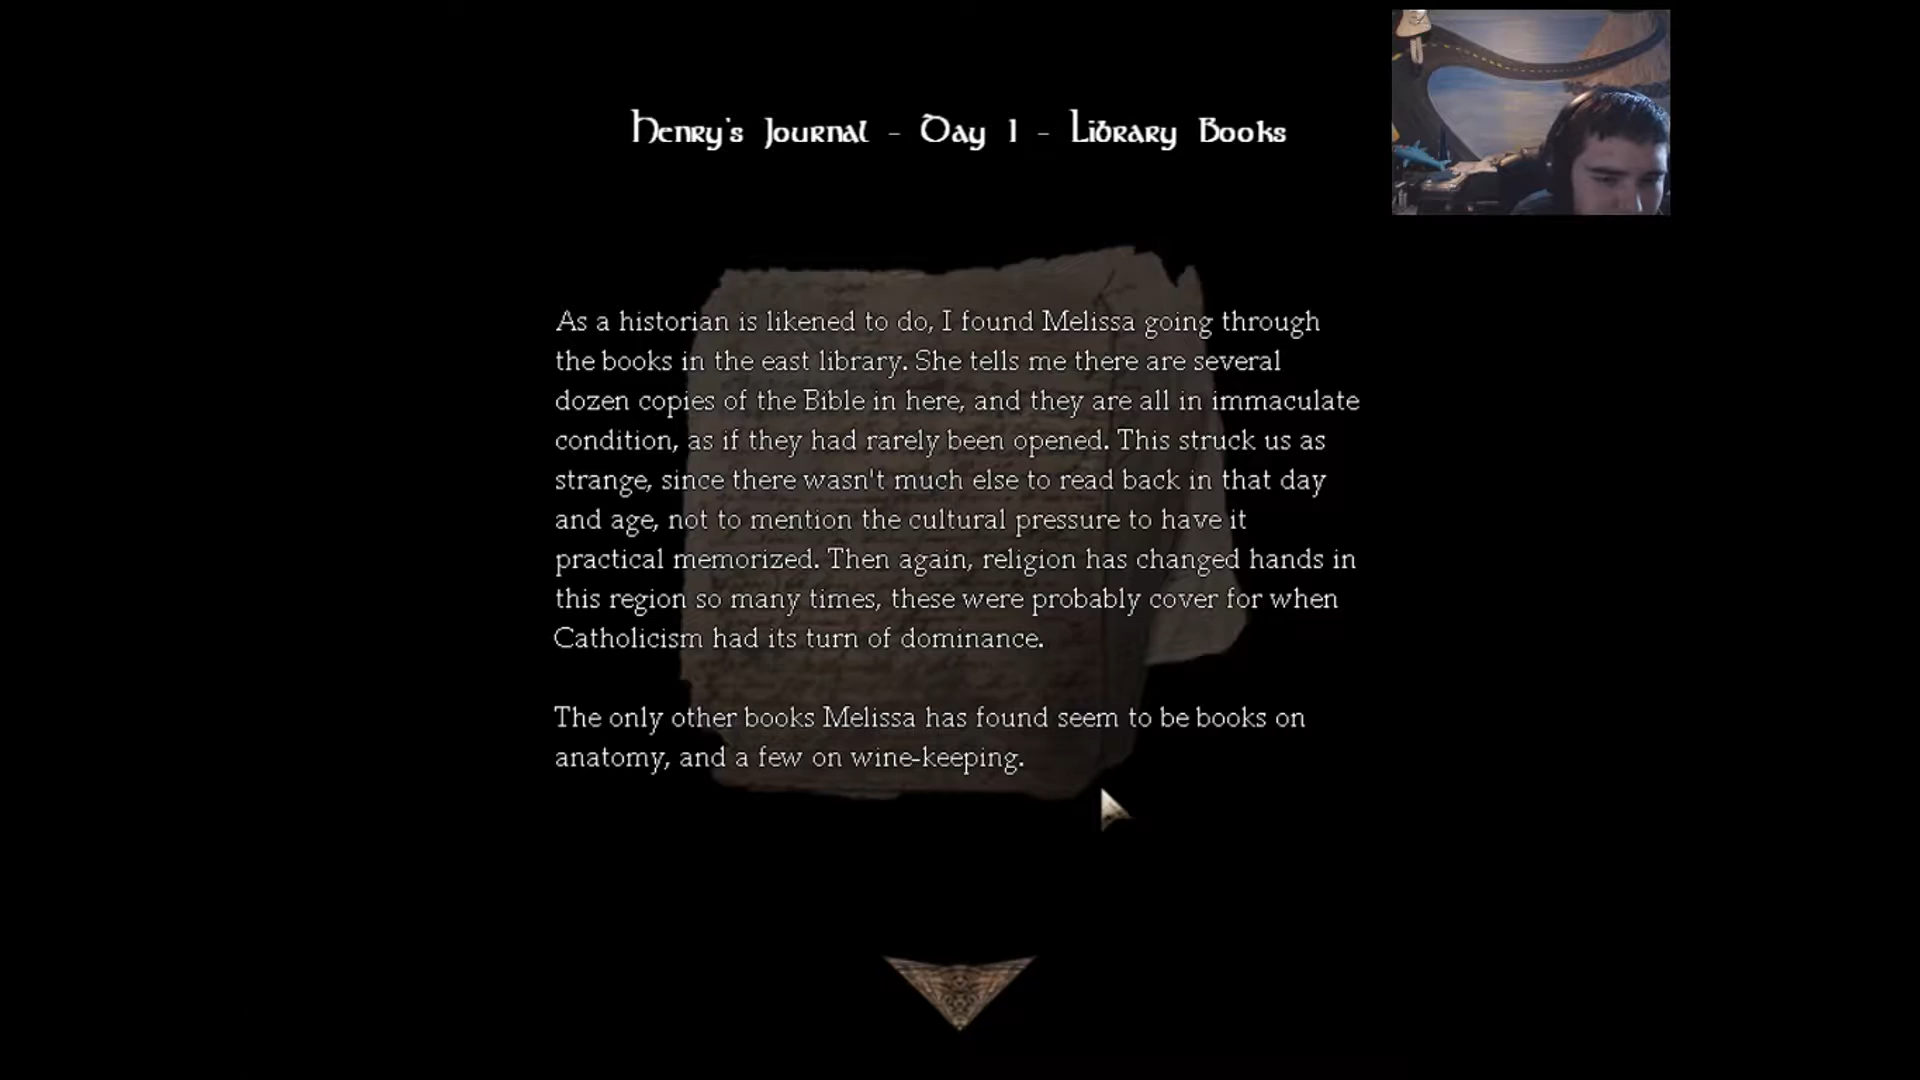 Henry's Journal - Day 1 - Library Books
As a historian is likened to do, I found Melissa going through
the books in the east library. She tells me there are several
dozen copies of the Bible in here, and they are all in immaculate
condition, as if they had rarely been opened. This struck us as
strange, since there wasn't much else to read back in that day
and age, not to mention the cultural pressure to have it
practical memorized. Then again, religion has changed hands in
this region so many times, these were probably cover for when
Catholicism had its turn of dominance.
The only other books Melissa has found seem to be books on
anatomy, and a few on wine-keeping.